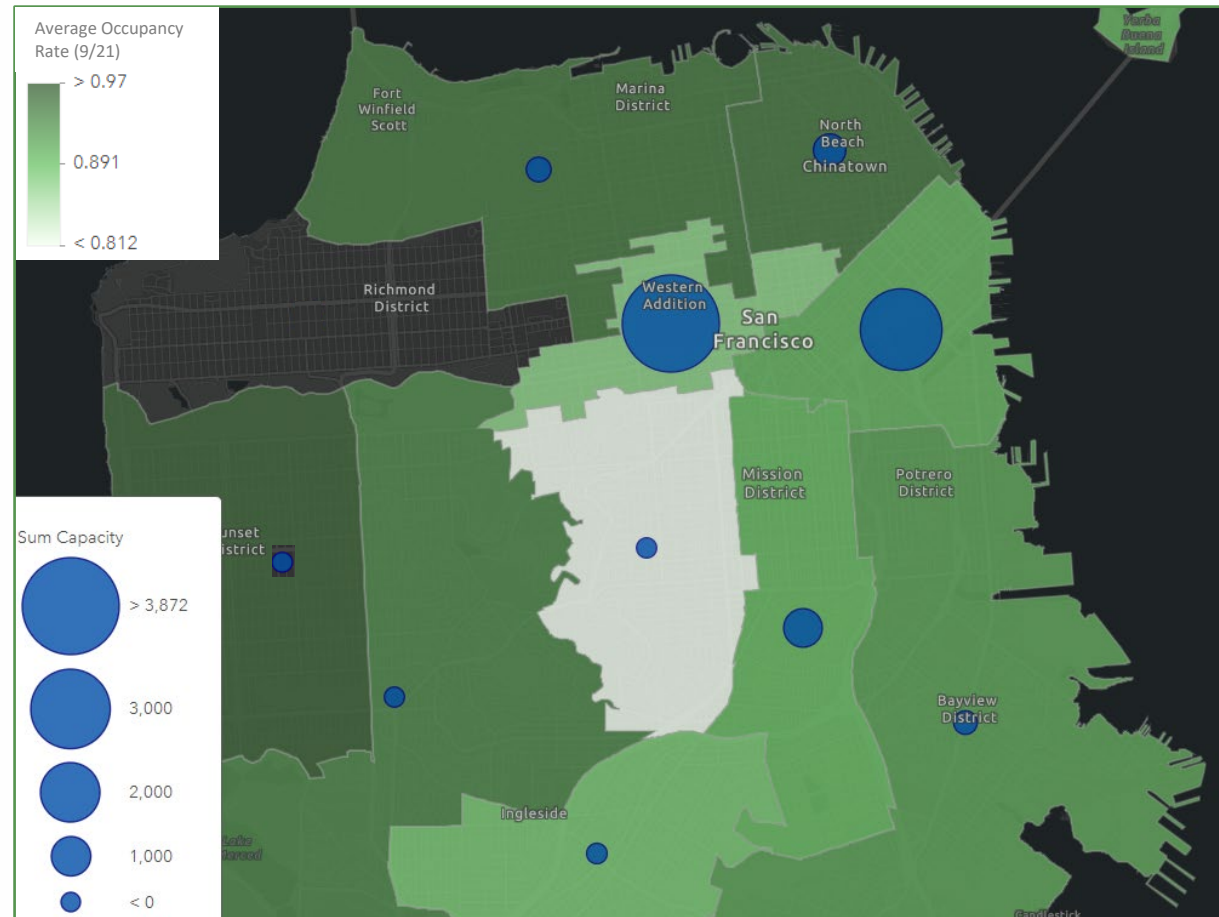 Average Occupancy
Rate (9/21)
> 0.97
0.891
< 0.812
Yerba
Buena
Island
Fort
Winfield
Scott
Marina
District
North
Beach
Chinatown
Richmond
District
Western
Addition
San
Francisco
Mission
District
Potrero
District
unset
istrict
Sum Capacity
> 3,872
3,000
2,000
1,000
< 0
Bayview
District
Ingleside
Lake
Merced
Candlestick